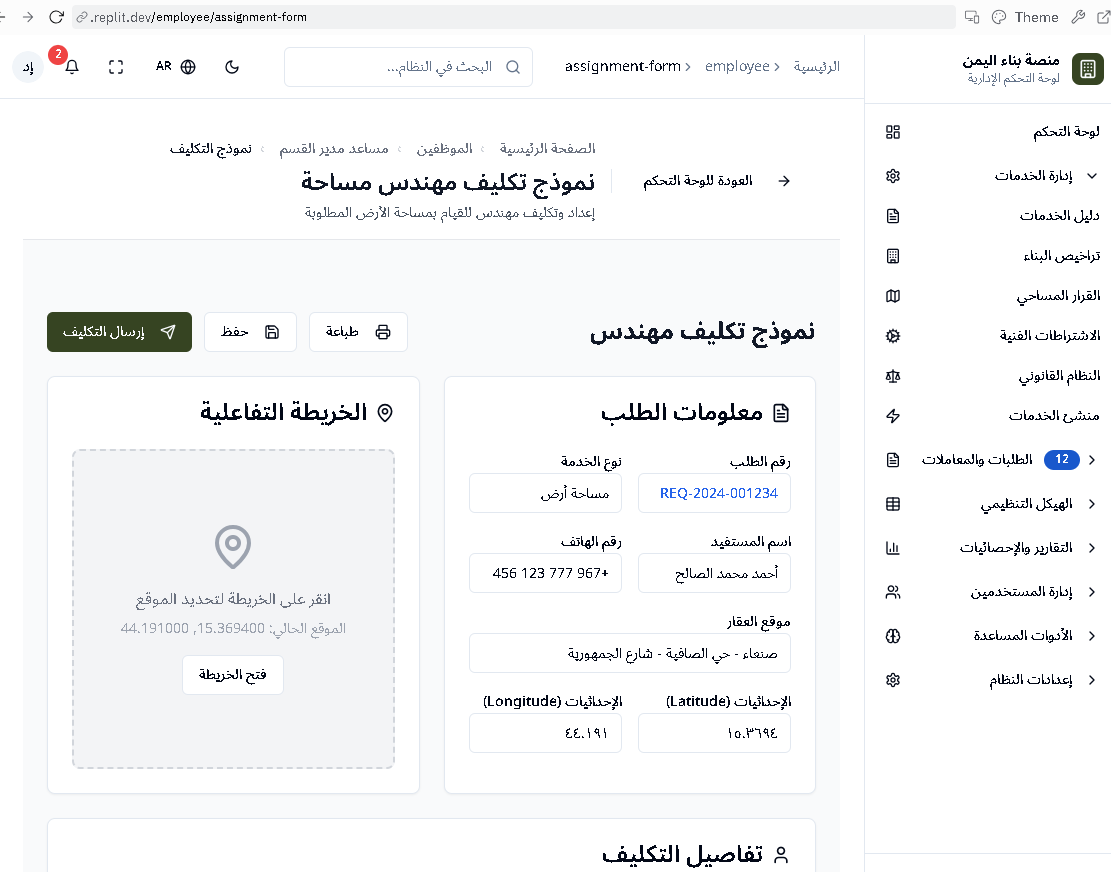 .replit.dev/employee/assignment-form
Theme
منصة بناء اليمن
لوحة التحكم الإدارية
الرئيسية
employee
assignment-form
البحث في النظام...
AR
2
إد
لوحة التحكم
إدارة الخدمات
دليل الخدمات
تراخيص البناء
القرار المساحي
الاشتراطات الفنية
النظام القانوني
منشئ الخدمات
الطلبات والمعاملات 12
الهيكل التنظيمي
التقارير والإحصائيات
إدارة المستخدمين
الأدوات المساعدة
إعدادات النظام
العودة للوحة التحكم
الصفحة الرئيسية
الموظفين
مساعد مدير القسم
نموذج التكليف
نموذج تكليف مهندس مساحة
إعداد وتكليف مهندس للقيام بمساحة الأرض المطلوبة
نموذج تكليف مهندس
طباعة
حفظ
إرسال التكليف
معلومات الطلب
رقم الطلب
REQ-2024-001234
نوع الخدمة
مساحة أرض
اسم المستفيد
أحمد محمد الصالح
رقم الهاتف
+967 777 123 456
موقع العقار
صنعاء - حي الصافية - شارع الجمهورية
الإحداثيات (Latitude)
١٥.٣٦٩٤
الإحداثيات (Longitude)
٤٤.١٩١
الخريطة التفاعلية
انقر على الخريطة لتحديد الموقع
الموقع الحالي: 15.369400, 44.191000
فتح الخريطة
تفاصيل التكليف